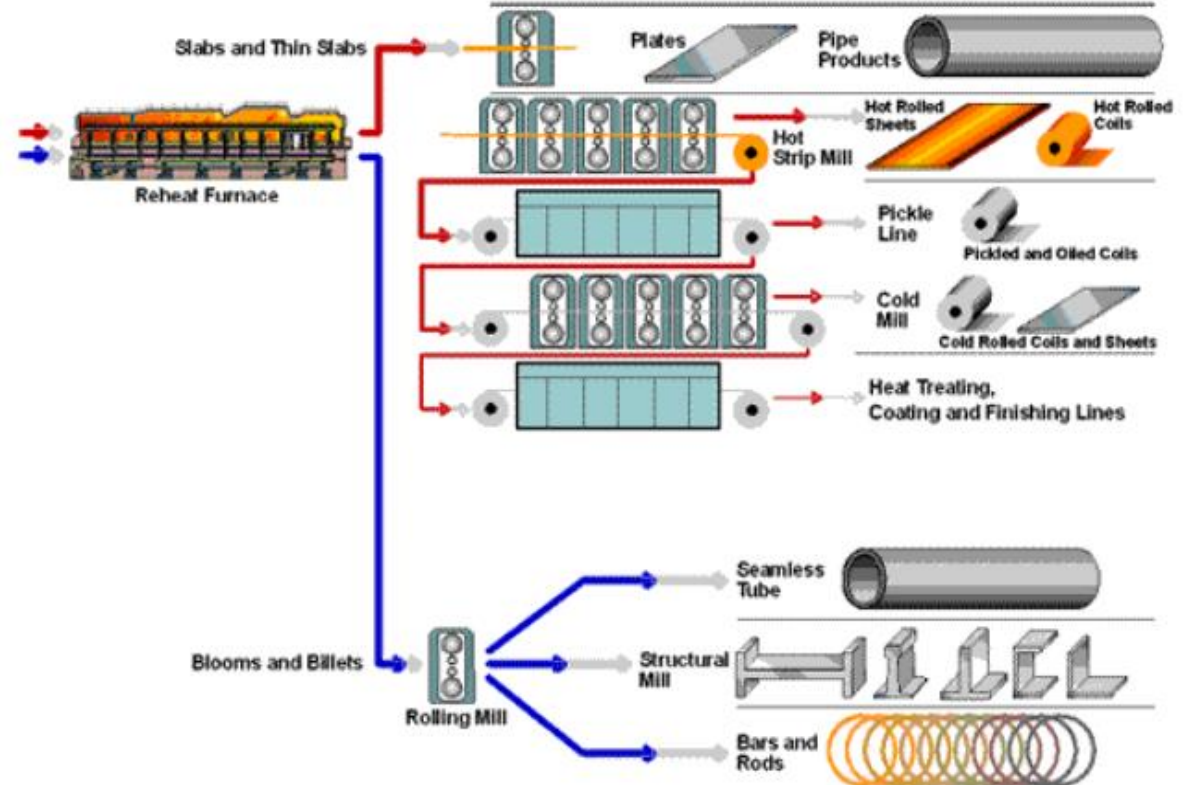 Slabs and Thin Slabs
Plates
Pipe
Products
Reheat Furnace
Hot
Strip Mill
Hot Rolled
Sheets
Hot Rolled
Coils
Pickle
Line
Pickled and Oiled Coils
Cold
Mill
Cold Rolled Coils and Sheets
Heat Treating,
Coating and Finishing Lines
Blooms and Billets
Rolling Mill
Seamless
Tube
Structural
Mill
Bars and
Rods